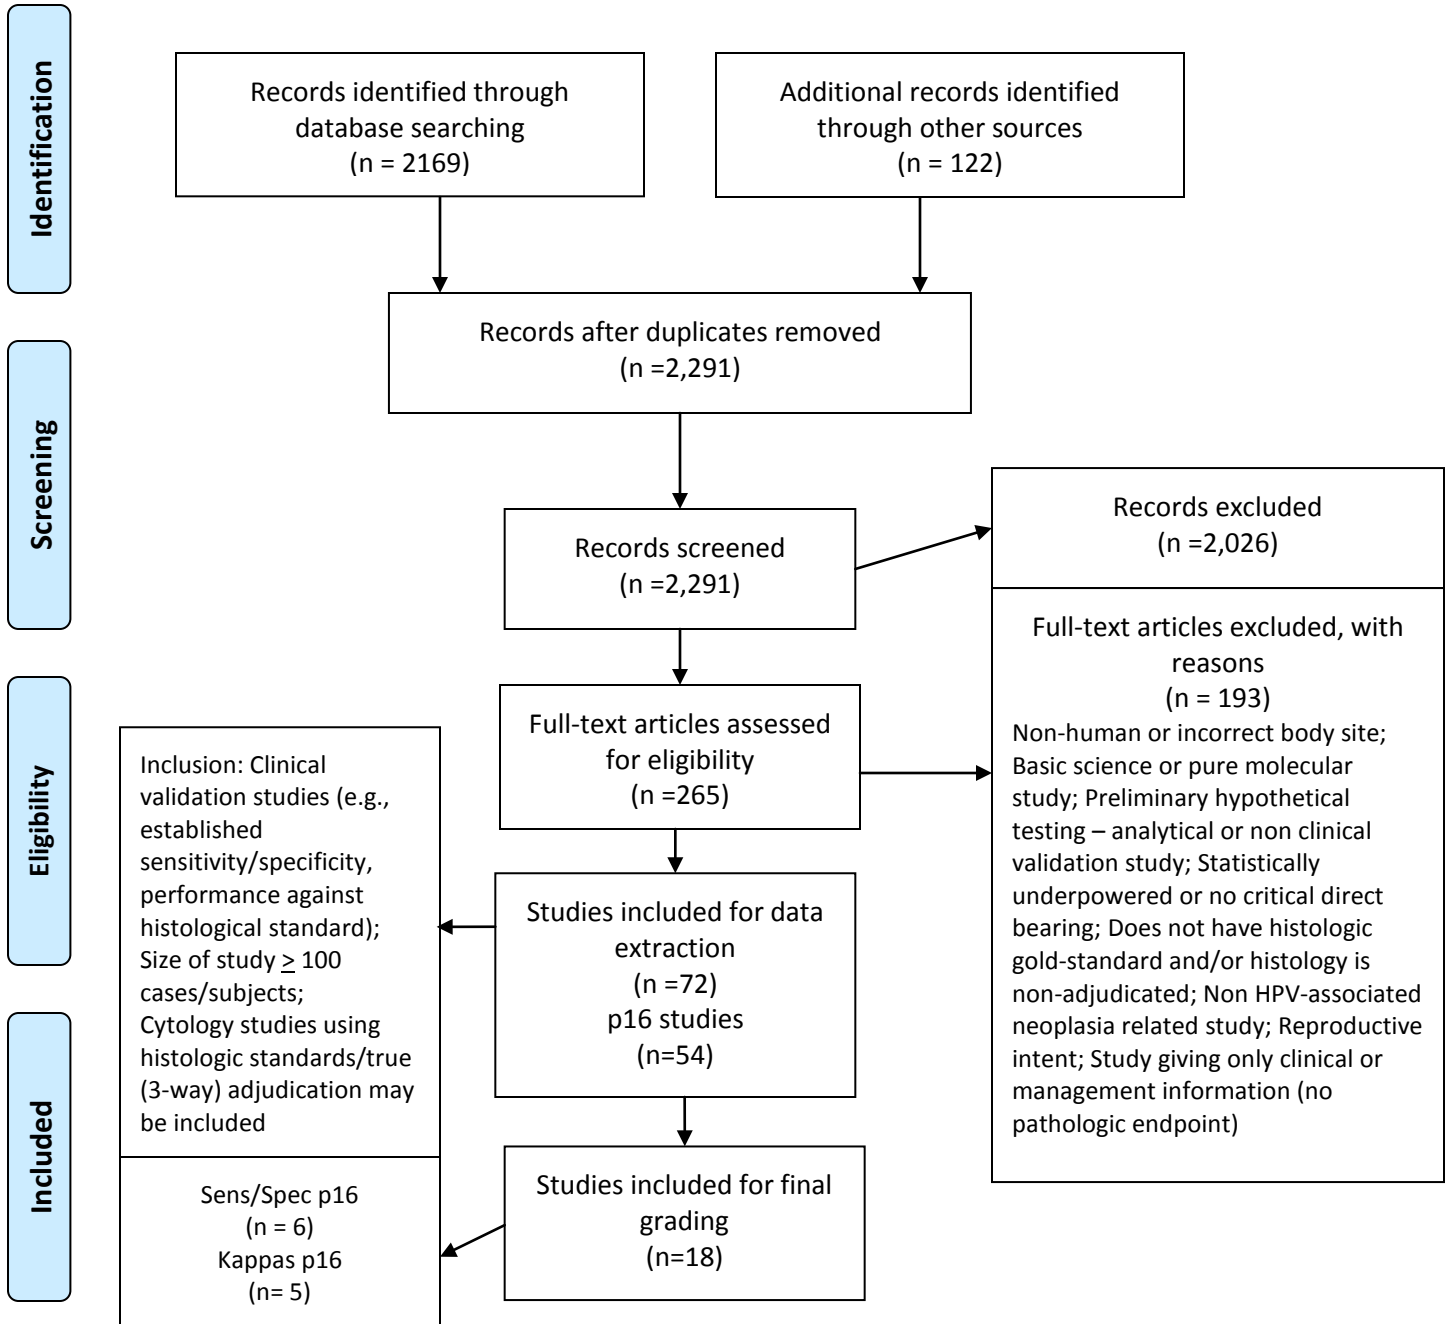 Identification
Records identified through
database searching
(n = 2169)
Additional records identified
through other sources
(n = 122)
Records after duplicates removed
(n =2,291)
Screening
Records screened
(n =2,291)
Records excluded
(n =2,026)
Full-text articles excluded, with
reasons
(n = 193)
Non-human or incorrect body site;
Basic science or pure molecular
study; Preliminary hypothetical
testing – analytical or non clinical
validation study; Statistically
underpowered or no critical direct
bearing; Does not have histologic
gold-standard and/or histology is
non-adjudicated; Non HPV-associated
neoplasia related study; Reproductive
intent; Study giving only clinical or
management information (no
pathologic endpoint)
Eligibility
Full-text articles assessed
for eligibility
(n =265)
Inclusion: Clinical
validation studies (e.g.,
established
sensitivity/specificity,
performance against
histological standard);
Size of study ≥ 100
cases/subjects;
Cytology studies using
histologic standards/true
(3-way) adjudication may
be included
Studies included for data
extraction
(n =72)
p16 studies
(n=54)
Included
Studies included for final
grading
(n=18)
Sens/Spec p16
(n = 6)
Kappas p16
(n= 5)